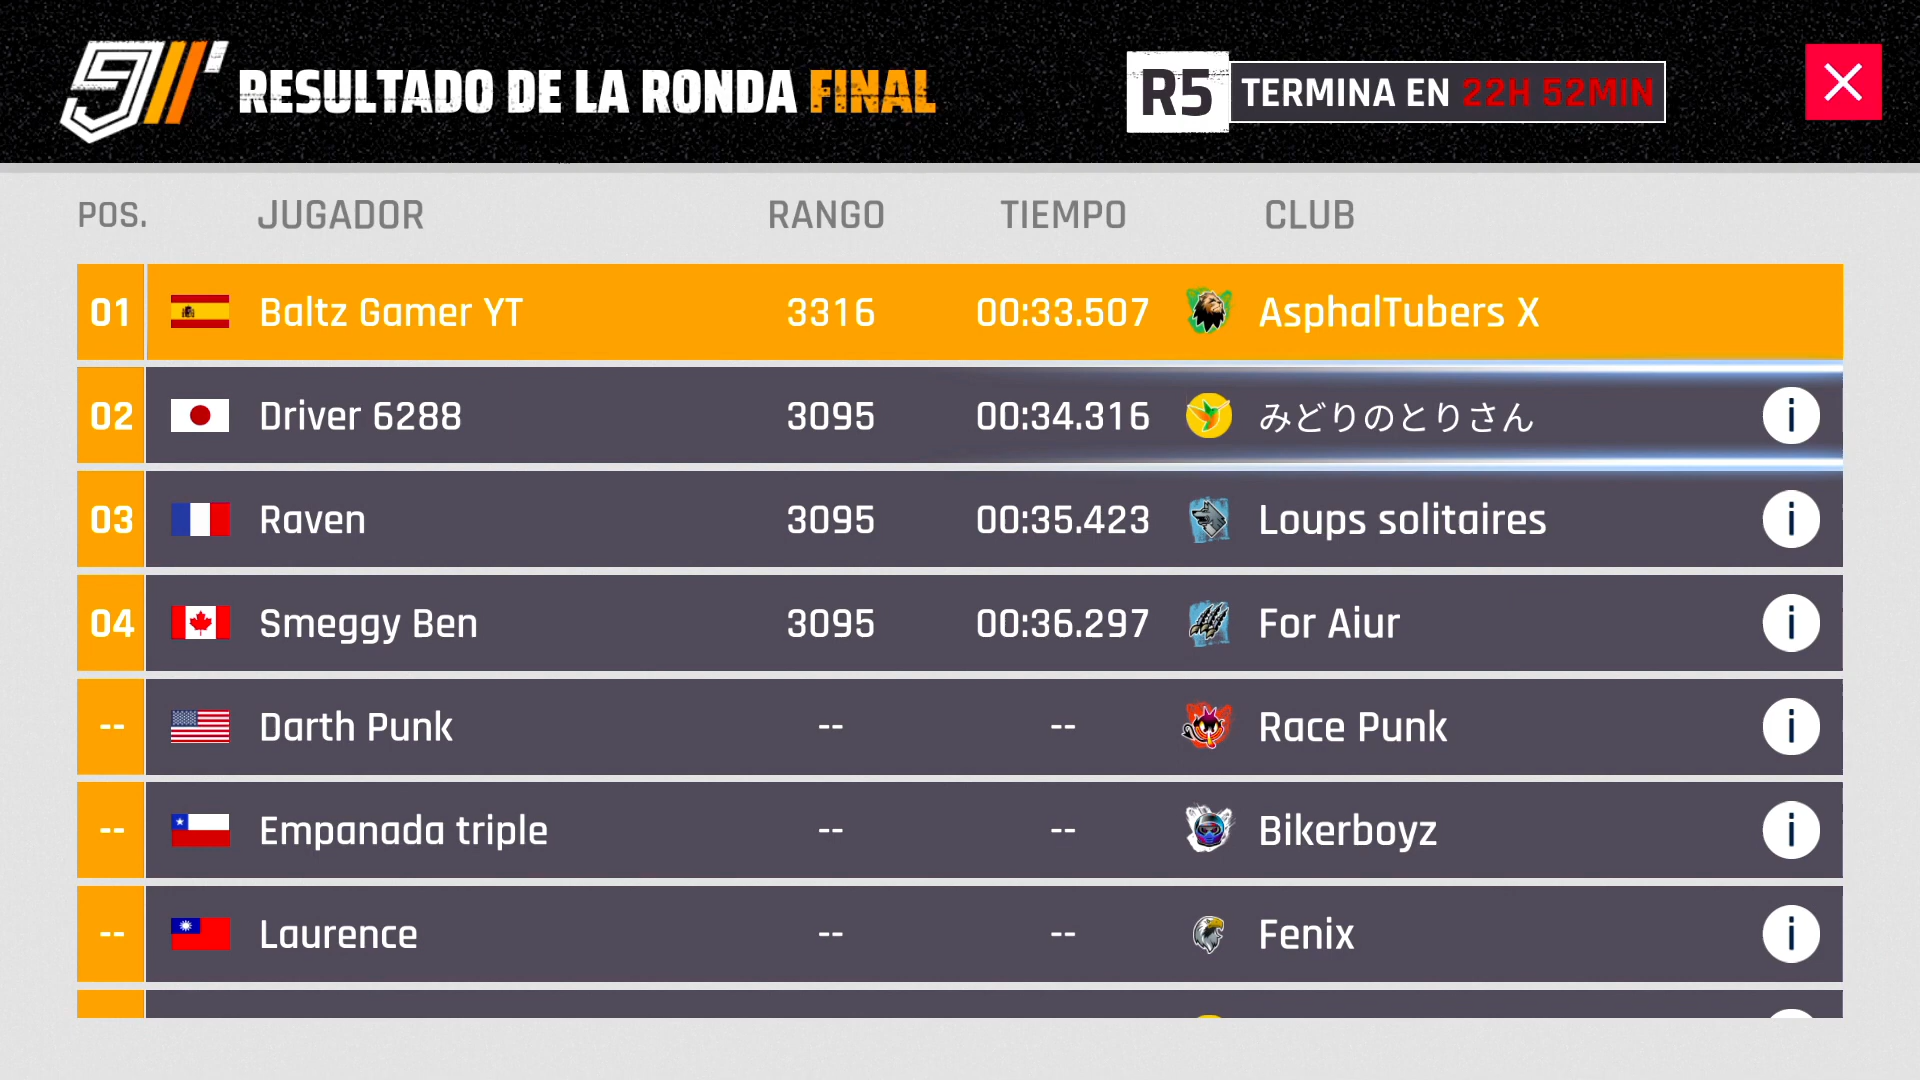 9 RESULTADO DE LA RONDA FINAL R5 TERMINA EN 22H 52MIN
POS. JUGADOR RANGO TIEMPO CLUB
01 Baltz Gamer YT 3316 00:33.507 AsphalTubers X
02 Driver 6288 3095 00:34.316 みどりのとりさん i
03 Raven 3095 00:35.423 Loups solitaires i
04 Smeggy Ben 3095 00:36.297 For Aiur i
-- Darth Punk -- -- Race Punk i
-- Empanada triple -- -- Bikerboyz i
-- Laurence -- -- Fenix i